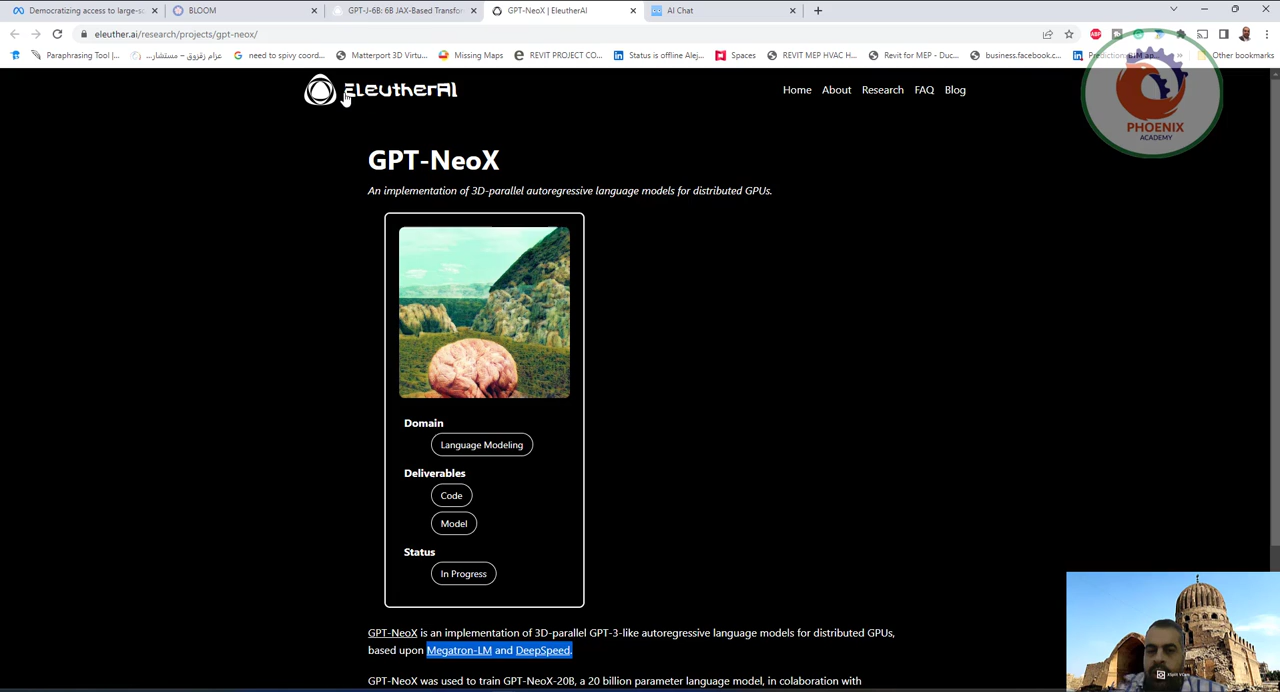 Democratizing access to large-sc
BLOOM
GPT-J-6B: 6B JAX-Based Transfor
GPT-NeoX | EleutherAI
AI Chat
eleuther.ai/research/projects/gpt-neox/
Paraphrasing Tool |...
عزام زقزوق - مستشار...
need to spivy coord...
Matterport 3D Virtu...
Missing Maps
REVIT PROJECT CO...
Status is offline Alej...
Spaces
REVIT MEP HVAC H...
Revit for MEP - Duc...
business.facebook.c...
Other bookmarks
EleutherAI
Home About Research FAQ Blog
PHOENIX
ACADEMY
GPT-NeoX
An implementation of 3D-parallel autoregressive language models for distributed GPUs.
Domain
Language Modeling
Deliverables
Code
Model
Status
In Progress
GPT-NeoX is an implementation of 3D-parallel GPT-3-like autoregressive language models for distributed GPUs,
based upon Megatron-LM and DeepSpeed.
GPT-NeoX was used to train GPT-NeoX-20B, a 20 billion parameter language model, in collaboration with